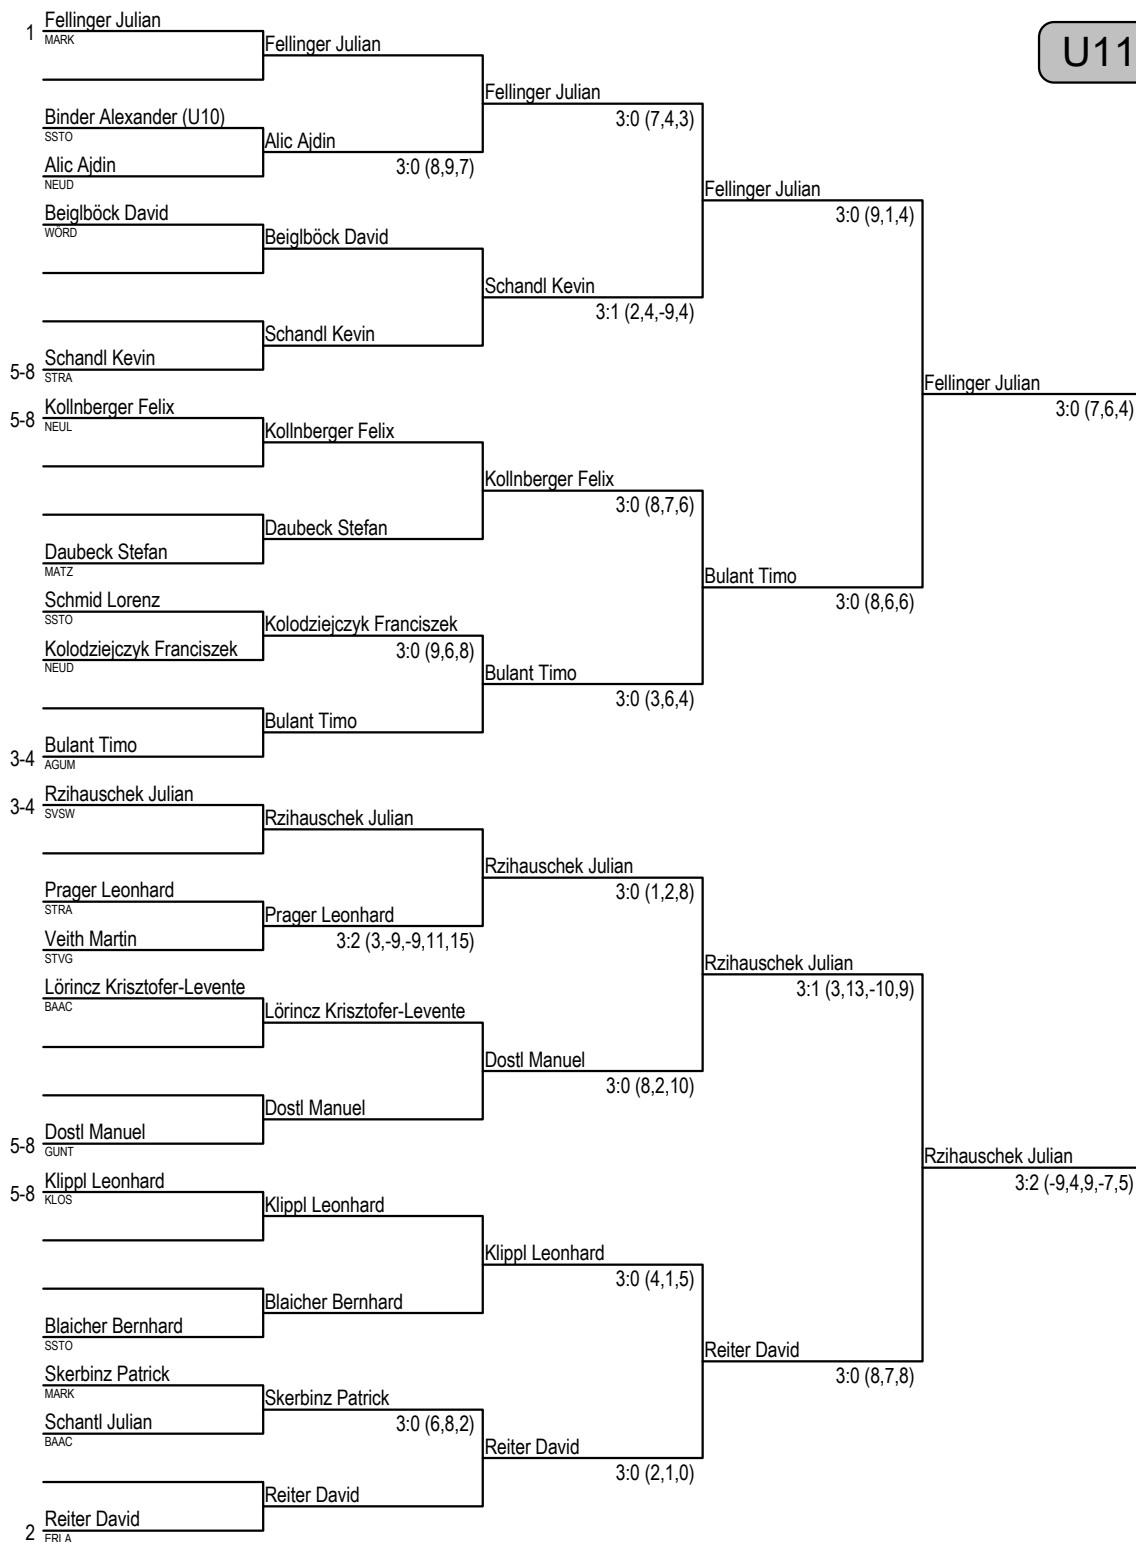 U11
1 Fellinger Julian
MARK
Fellinger Julian
Fellinger Julian
3:0 (7,4,3)
Binder Alexander (U10)
SSTO
Alic Ajdin
3:0 (8,9,7)
Alic Ajdin
NEUD
Fellinger Julian
3:0 (9,1,4)
Beiglböck David
WÖRD
Beiglböck David
Schandl Kevin
3:1 (2,4,-9,4)
Schandl Kevin
5-8 Schandl Kevin
STRA
Fellinger Julian
3:0 (7,6,4)
5-8 Kollnberger Felix
NEUL
Kollnberger Felix
Kollnberger Felix
3:0 (8,7,6)
Daubeck Stefan
Daubeck Stefan
MATZ
Bulant Timo
3:0 (8,6,6)
Schmid Lorenz
SSTO
Kolodziejczyk Franciszek
3:0 (9,6,8)
Kolodziejczyk Franciszek
NEUD
Bulant Timo
3:0 (3,6,4)
Bulant Timo
3-4 Bulant Timo
AGUM
3-4 Rzihauschek Julian
SVSW
Rzihauschek Julian
Rzihauschek Julian
3:0 (1,2,8)
Prager Leonhard
STRA
Prager Leonhard
3:2 (3,-9,-9,11,15)
Veith Martin
STVG
Rzihauschek Julian
3:1 (3,13,-10,9)
Lörincz Krisztofer-Levente
BAAC
Lörincz Krisztofer-Levente
Dostl Manuel
3:0 (8,2,10)
Dostl Manuel
5-8 Dostl Manuel
GUNT
Rzihauschek Julian
3:2 (-9,4,9,-7,5)
5-8 Klippl Leonhard
KLOS
Klippl Leonhard
Klippl Leonhard
3:0 (4,1,5)
Blaicher Bernhard
Blaicher Bernhard
SSTO
Reiter David
3:0 (8,7,8)
Skerbinz Patrick
MARK
Skerbinz Patrick
3:0 (6,8,2)
Schantl Julian
BAAC
Reiter David
3:0 (2,1,0)
Reiter David
2 Reiter David
ERLA